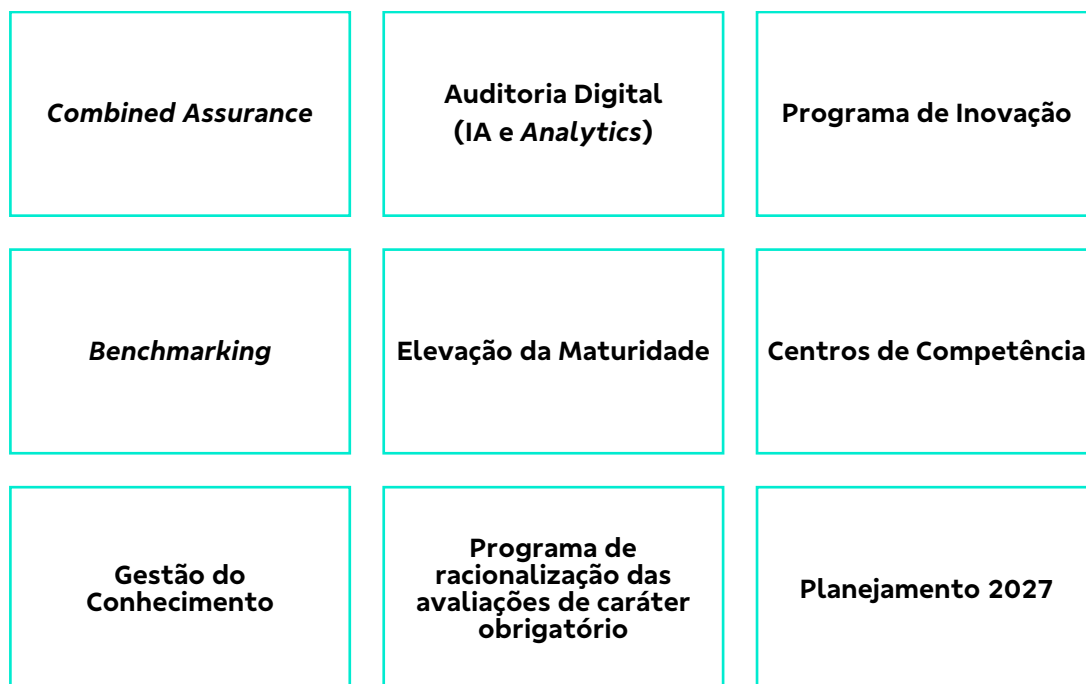 Combined Assurance
Auditoria Digital
(IA e Analytics)
Programa de Inovação
Benchmarking
Elevação da Maturidade
Centros de Competência
Gestão do
Conhecimento
Programa de
racionalização das
avaliações de caráter
obrigatório
Planejamento 2027